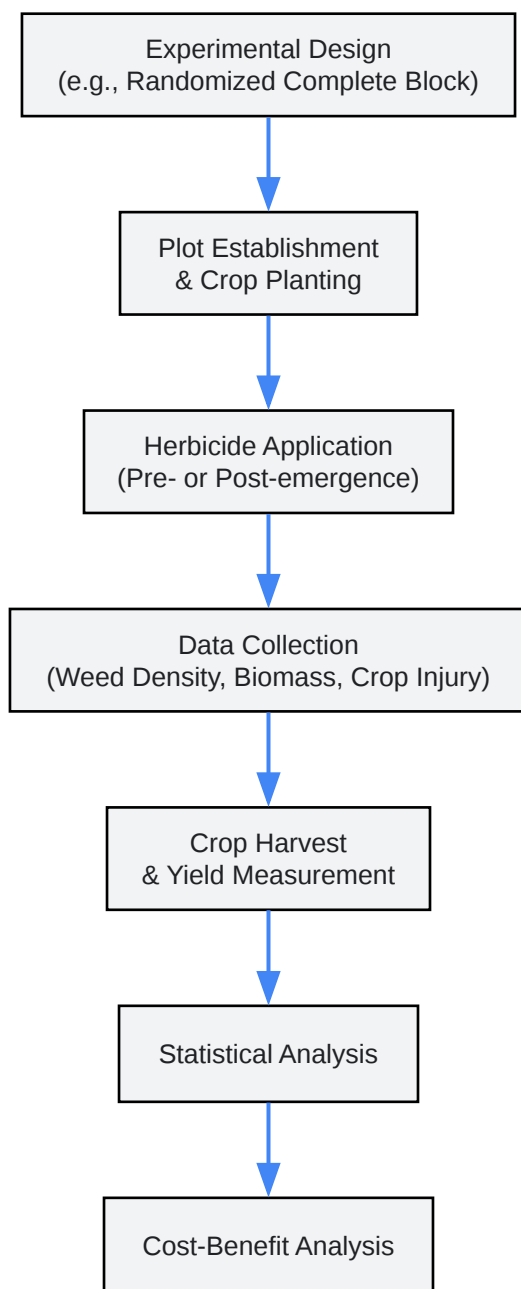 Experimental Design
(e.g., Randomized Complete Block)
Plot Establishment
& Crop Planting
Herbicide Application
(Pre- or Post-emergence)
Data Collection
(Weed Density, Biomass, Crop Injury)
Crop Harvest
& Yield Measurement
Statistical Analysis
Cost-Benefit Analysis